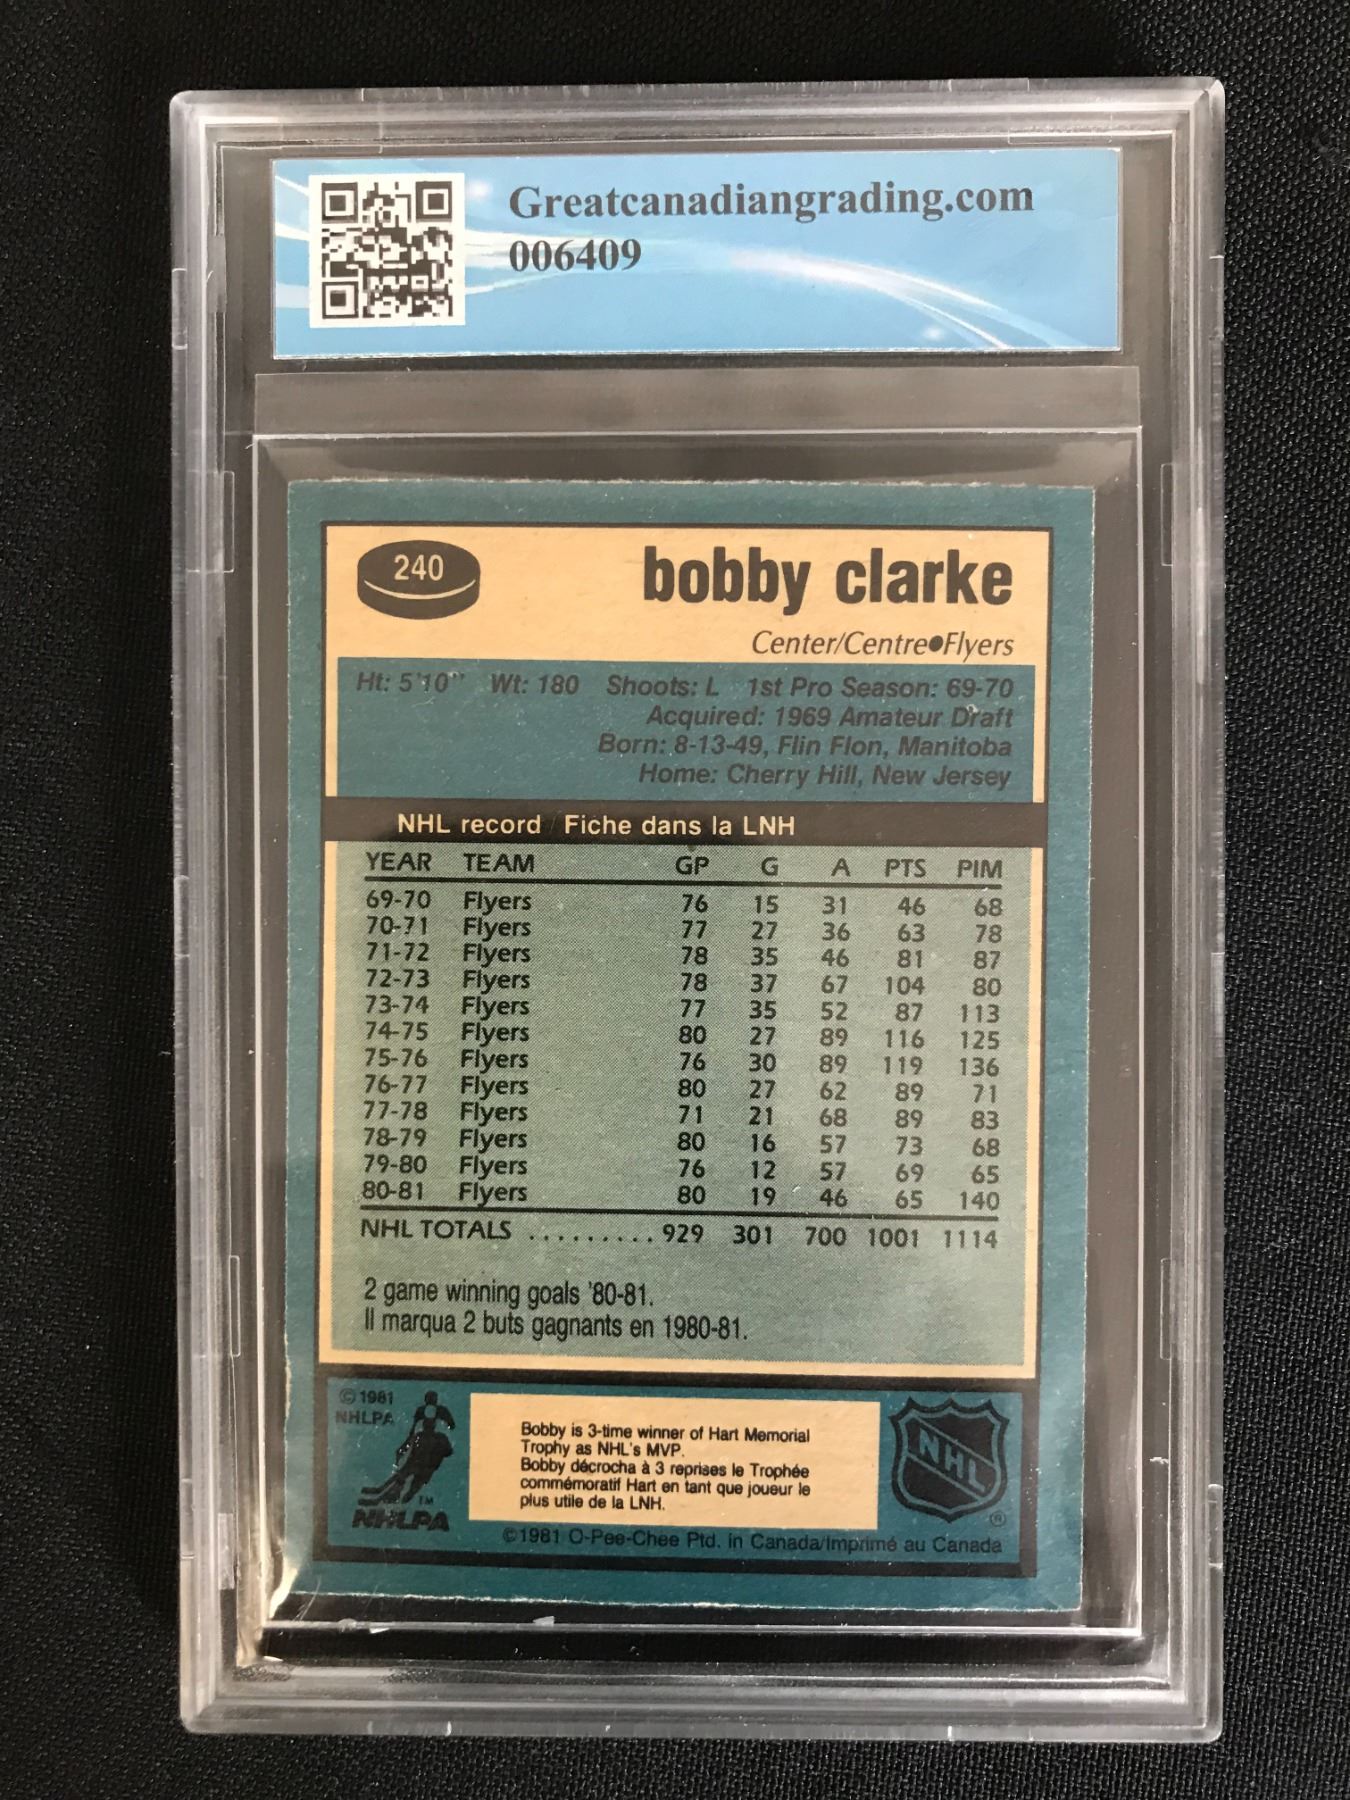 Greatcanadiangrading.com
006409
240
bobby clarke
Center/Centre●Flyers
Ht: 5'10" Wt: 180 Shoots: L 1st Pro Season: 69-70
Acquired: 1969 Amateur Draft
Born: 8-13-49, Flin Flon, Manitoba
Home: Cherry Hill, New Jersey
NHL record / Fiche dans la LNH
YEAR TEAM GP G A PTS PIM
69-70 Flyers 76 15 31 46 68
70-71 Flyers 77 27 36 63 78
71-72 Flyers 78 35 46 81 87
72-73 Flyers 78 37 67 104 80
73-74 Flyers 77 35 52 87 113
74-75 Flyers 80 27 89 116 125
75-76 Flyers 76 30 89 119 136
76-77 Flyers 80 27 62 89 71
77-78 Flyers 71 21 68 89 83
78-79 Flyers 80 16 57 73 68
79-80 Flyers 76 12 57 69 65
80-81 Flyers 80 19 46 65 140
NHL TOTALS ......... 929 301 700 1001 1114
2 game winning goals '80-81.
Il marqua 2 buts gagnants en 1980-81.
© 1981
NHLPA
TM
NHLPA
Bobby is 3-time winner of Hart Memorial
Trophy as NHL's MVP.
Bobby décrocha à 3 reprises le Trophée
commémoratif Hart en tant que joueur le
plus utile de la LNH.
NHL
®
©1981 O-Pee-Chee Ptd. in Canada/Imprimé au Canada